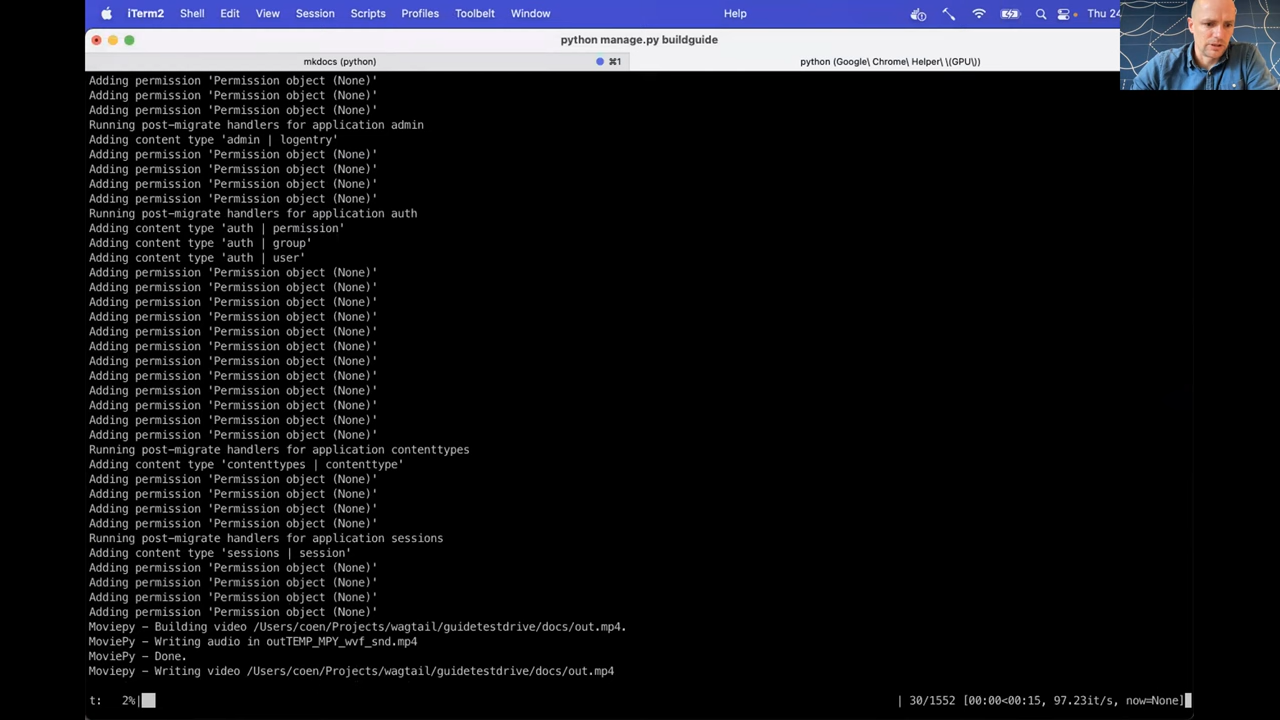 iTerm2 Shell Edit View Session Scripts Profiles Toolbelt Window Help Thu 24
python manage.py buildguide
mkdocs (python) ⌘1 python (Google\ Chrome\ Helper\ \(GPU\))
Adding permission 'Permission object (None)'
Adding permission 'Permission object (None)'
Adding permission 'Permission object (None)'
Running post-migrate handlers for application admin
Adding content type 'admin | logentry'
Adding permission 'Permission object (None)'
Adding permission 'Permission object (None)'
Adding permission 'Permission object (None)'
Adding permission 'Permission object (None)'
Running post-migrate handlers for application auth
Adding content type 'auth | permission'
Adding content type 'auth | group'
Adding content type 'auth | user'
Adding permission 'Permission object (None)'
Adding permission 'Permission object (None)'
Adding permission 'Permission object (None)'
Adding permission 'Permission object (None)'
Adding permission 'Permission object (None)'
Adding permission 'Permission object (None)'
Adding permission 'Permission object (None)'
Adding permission 'Permission object (None)'
Adding permission 'Permission object (None)'
Adding permission 'Permission object (None)'
Adding permission 'Permission object (None)'
Adding permission 'Permission object (None)'
Running post-migrate handlers for application contenttypes
Adding content type 'contenttypes | contenttype'
Adding permission 'Permission object (None)'
Adding permission 'Permission object (None)'
Adding permission 'Permission object (None)'
Adding permission 'Permission object (None)'
Running post-migrate handlers for application sessions
Adding content type 'sessions | session'
Adding permission 'Permission object (None)'
Adding permission 'Permission object (None)'
Adding permission 'Permission object (None)'
Adding permission 'Permission object (None)'
Moviepy - Building video /Users/coen/Projects/wagtail/guidetestdrive/docs/out.mp4.
MoviePy - Writing audio in outTEMP_MPY_wvf_snd.mp4
MoviePy - Done.
Moviepy - Writing video /Users/coen/Projects/wagtail/guidetestdrive/docs/out.mp4
t: 2%| | 30/1552 [00:00<00:15, 97.23it/s, now=None]